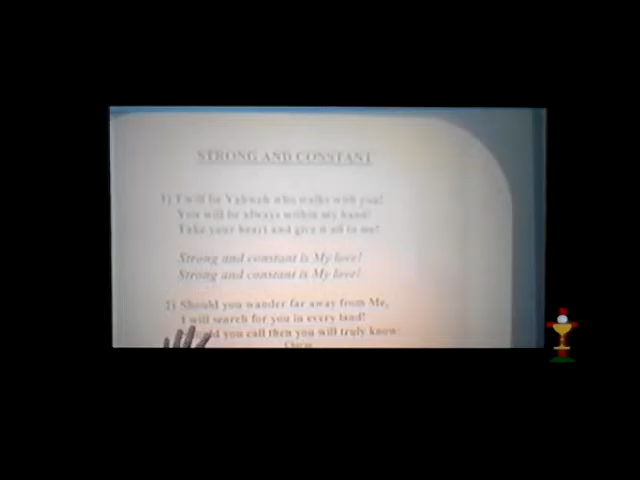 STRONG AND CONSTANT
1) I will be Yahweh who walks with you!
You will be always within my hand!
Take your heart and give it all to me!
Strong and constant is My love!
Strong and constant is My love!
2) Should you wander far away from Me,
I will search for you in every land!
you call then you will truly know